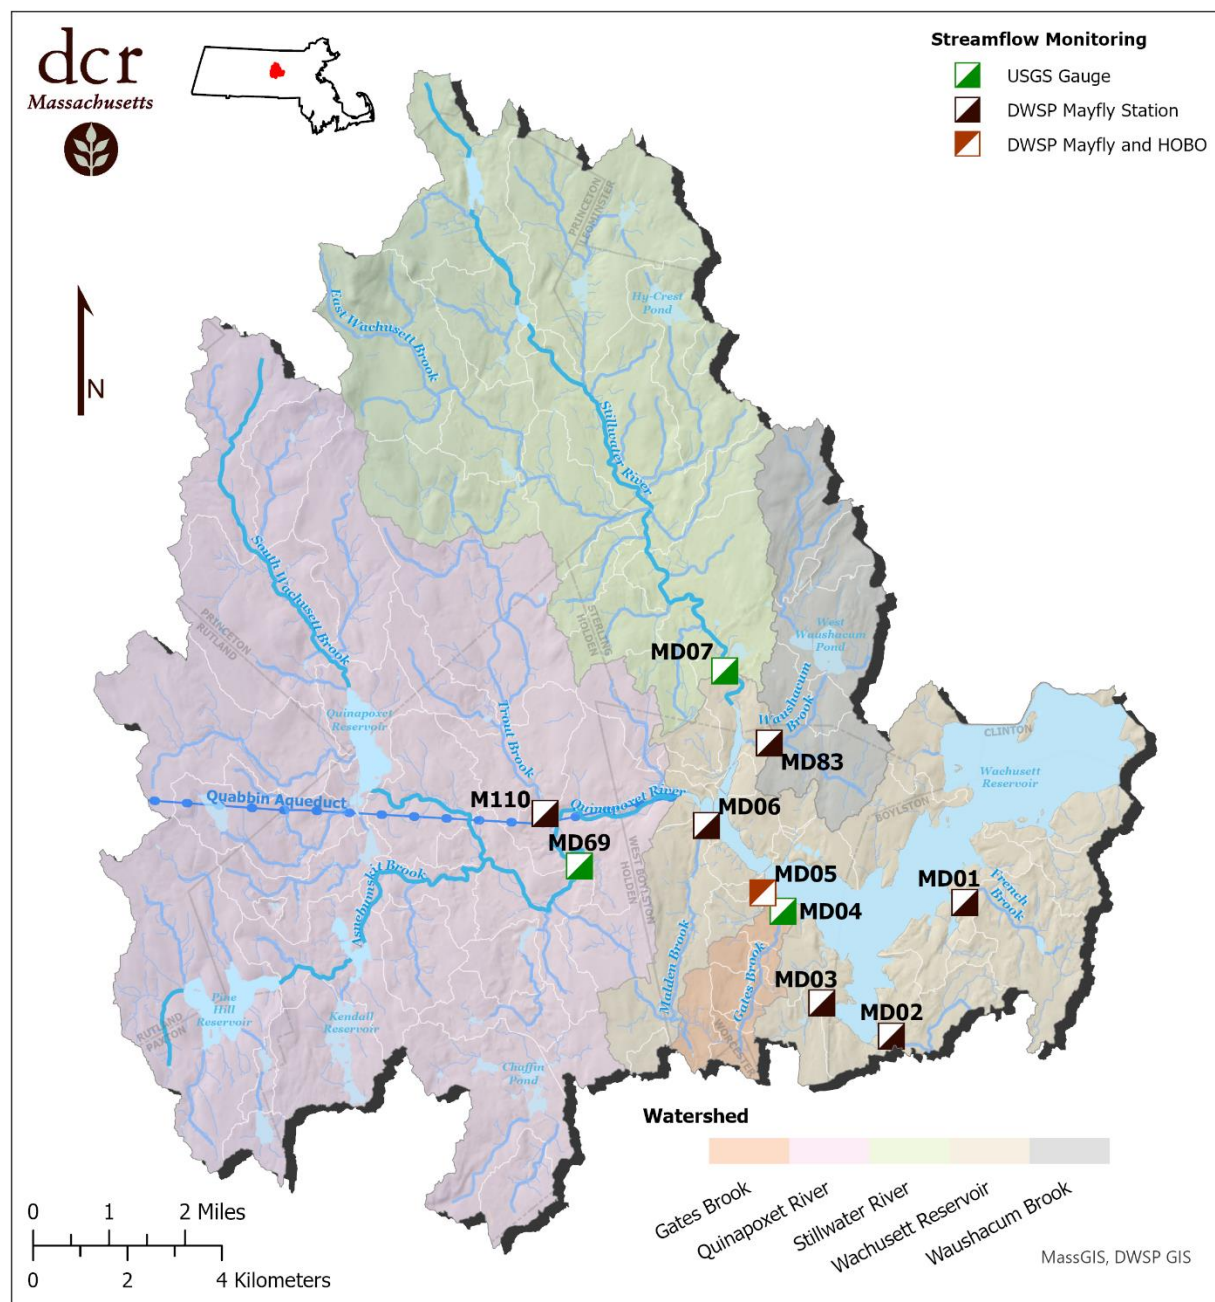 dcr
Massachusetts
Streamflow Monitoring
USGS Gauge
DWSP Mayfly Station
DWSP Mayfly and HOBO
N
PRINCETON
LEOMINSTER
Hy-Crest
Pond
East Wachusett Brook
Stillwater River
South Wachusett Brook
PRINCETON
RUTLAND
STERLING
HOLDEN
West
Waushacum
Pond
MD07
Waushacum
Brook
MD83
CLINTON
Wachusett
Reservoir
BOYLSTON
Quinapoxet
Reservoir
Trout Brook
Quabbin Aqueduct
M110
Quinapoxet River
MD06
MD69
WEST BOYLSTON
HOLDEN
MD05
MD04
MD01
French
Brook
Asnebumskit Brook
Malden Brook
Gates Brook
MD03
MD02
Pine
Hill
Reservoir
RUTLAND
PAXTON
Kendall
Reservoir
WORCESTER
Chaffin
Pond
Watershed
Gates Brook
Quinapoxet River
Stillwater River
Wachusett Reservoir
Waushacum Brook
0 1 2 Miles
0 2 4 Kilometers
MassGIS, DWSP GIS